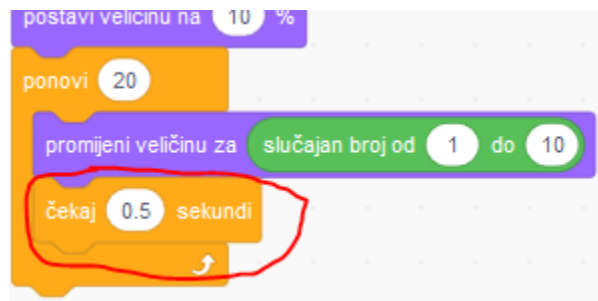 postavi veličinu na 10 %
ponovi 20
promijeni veličinu za slučajan broj od 1 do 10
čekaj 0.5 sekundi